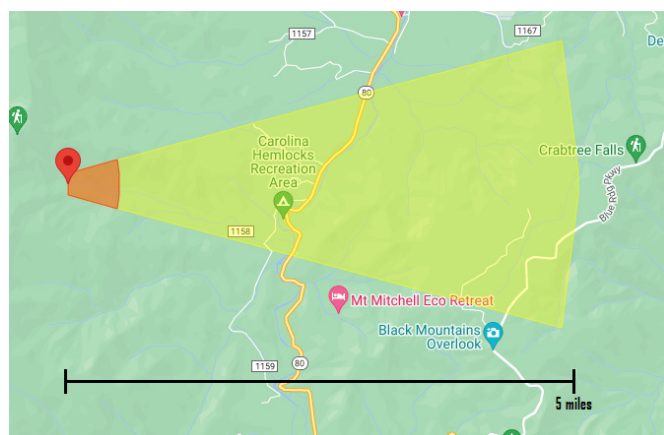 1157
1167
De
80
Carolina
Hemlocks
Recreation
Area
Crabtree Falls
Blue Rdg Pkwy
1158
Mt Mitchell Eco Retreat
Black Mountains
Overlook
80
1159
5 miles